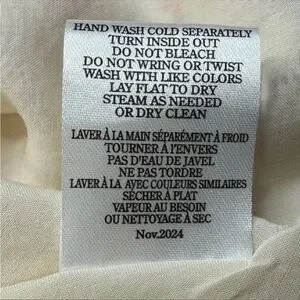 HAND WASH COLD SEPARATELY
TURN INSIDE OUT
DO NOT BLEACH
DO NOT WRING OR TWIST
WASH WITH LIKE COLORS
LAY FLAT TO DRY
STEAM AS NEEDED
OR DRY CLEAN
LAVER À LA MAIN SÉPARÉMENT À FROID
TOURNER À L'ENVERS
PAS D'EAU DE JAVEL
NE PAS TORDRE
LAVER À LA AVEC COULEURS SIMILAIRES
SÉCHER À PLAT
VAPEUR AU BESOIN
OU NETTOYAGE À SEC
Nov.2024